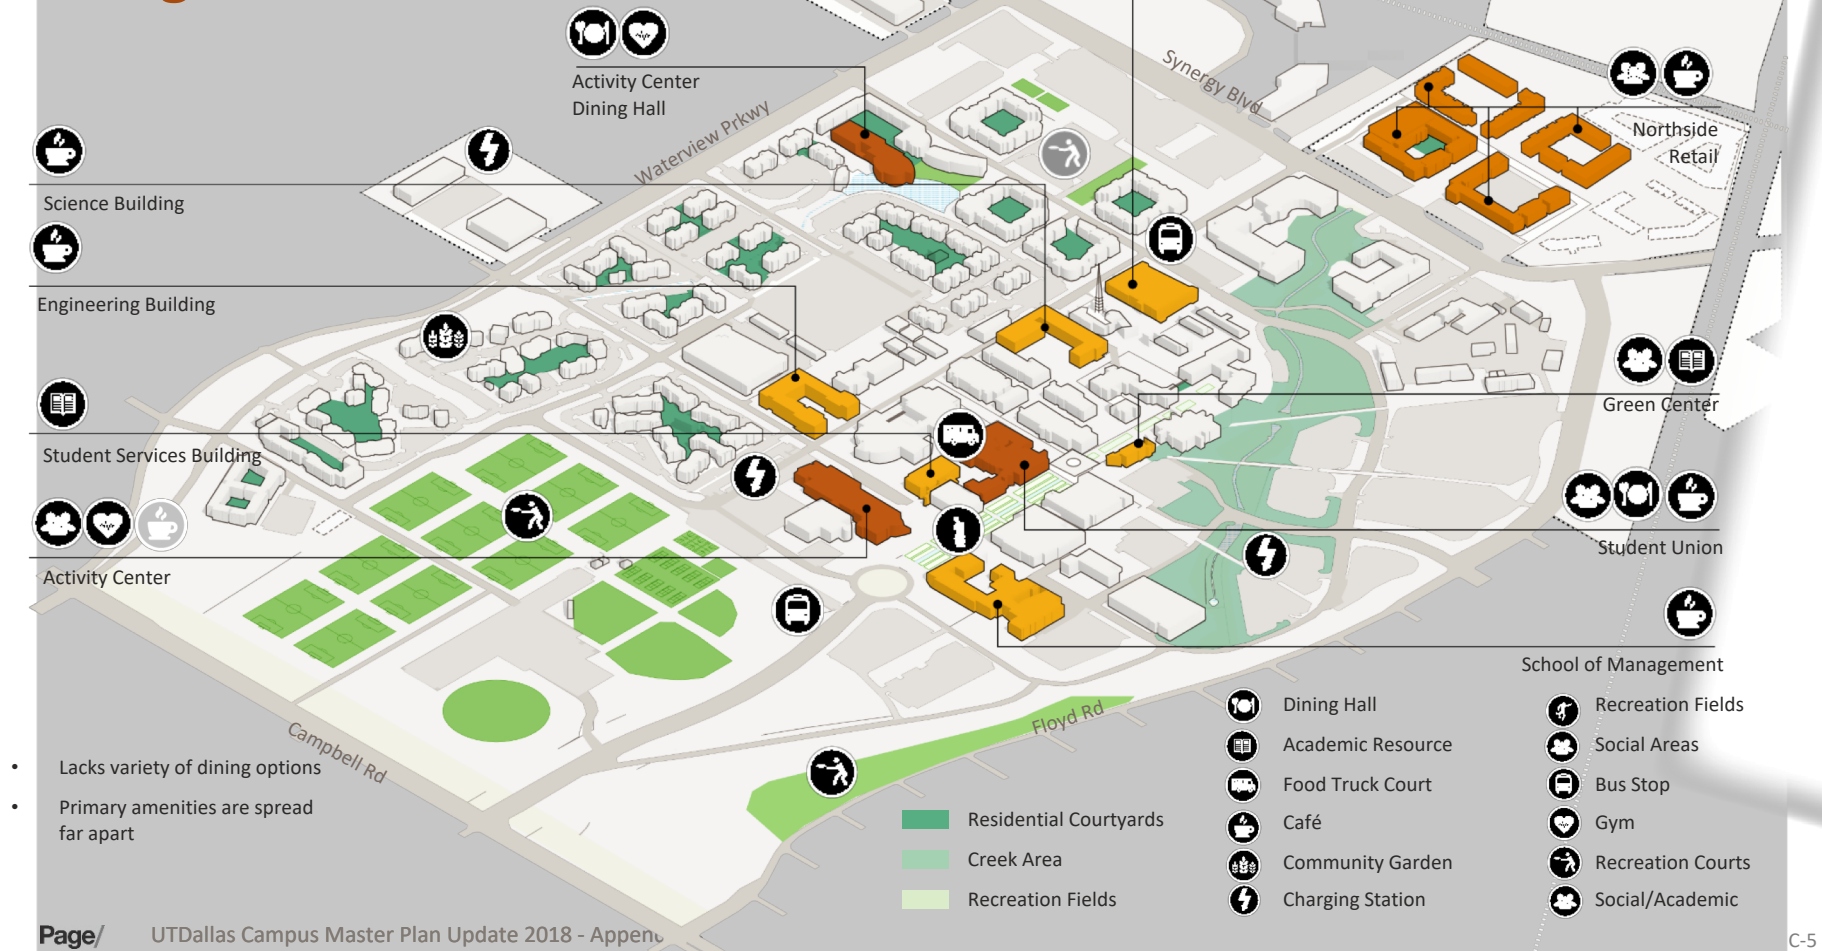 Activity Center
Dining Hall
Synergy Blvd
Waterview Prkwy
Northside
Retail
Science Building
Engineering Building
Green Center
Student Services Building
Student Union
Activity Center
School of Management
Campbell Rd
Floyd Rd
• Lacks variety of dining options
• Primary amenities are spread
far apart
Residential Courtyards
Creek Area
Recreation Fields
Dining Hall
Academic Resource
Food Truck Court
Café
Community Garden
Charging Station
Recreation Fields
Social Areas
Bus Stop
Gym
Recreation Courts
Social/Academic
Page/
UTDallas Campus Master Plan Update 2018 - Appen
C-5